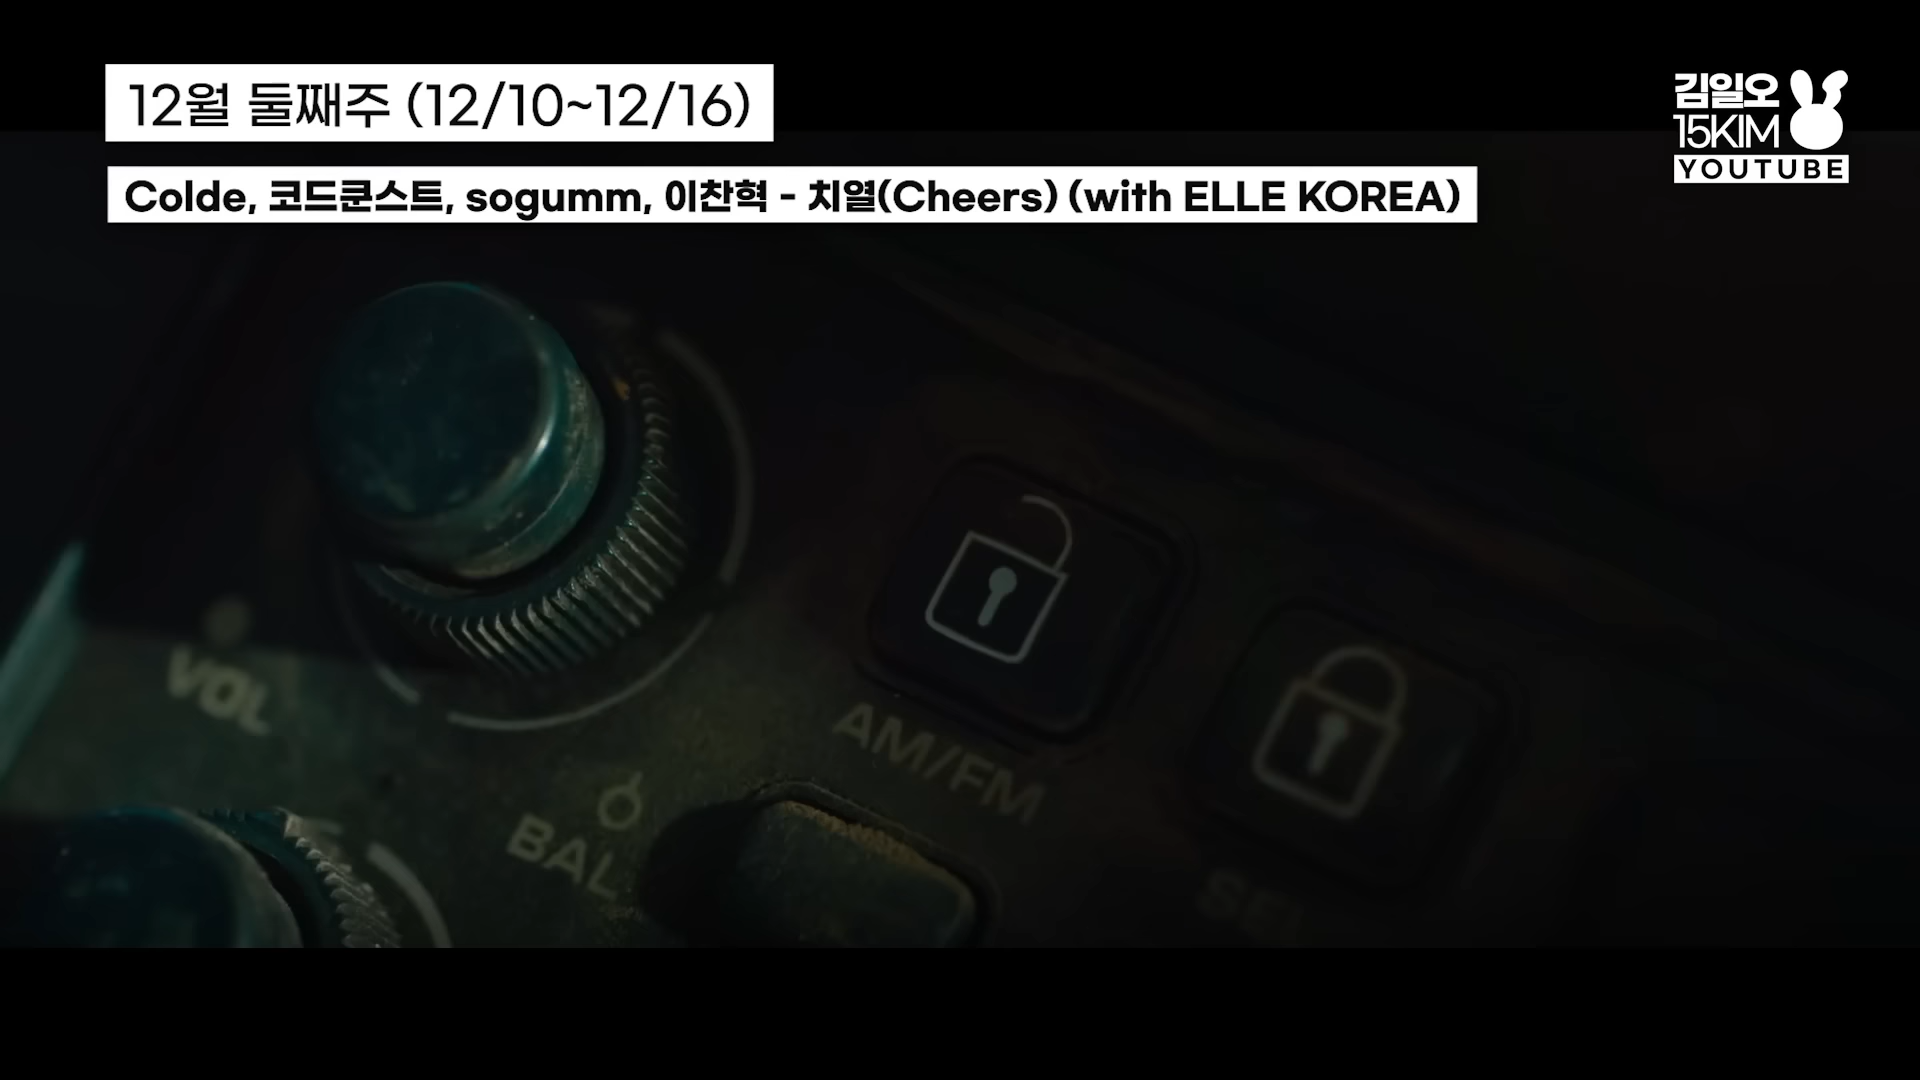 12월 둘째주 (12/10~12/16)
김일오
15KIM
YOUTUBE
Colde, 코드쿤스트, sogumm, 이찬혁 - 치열(Cheers) (with ELLE KOREA)
VOL
AM/FM
BAL
SEL